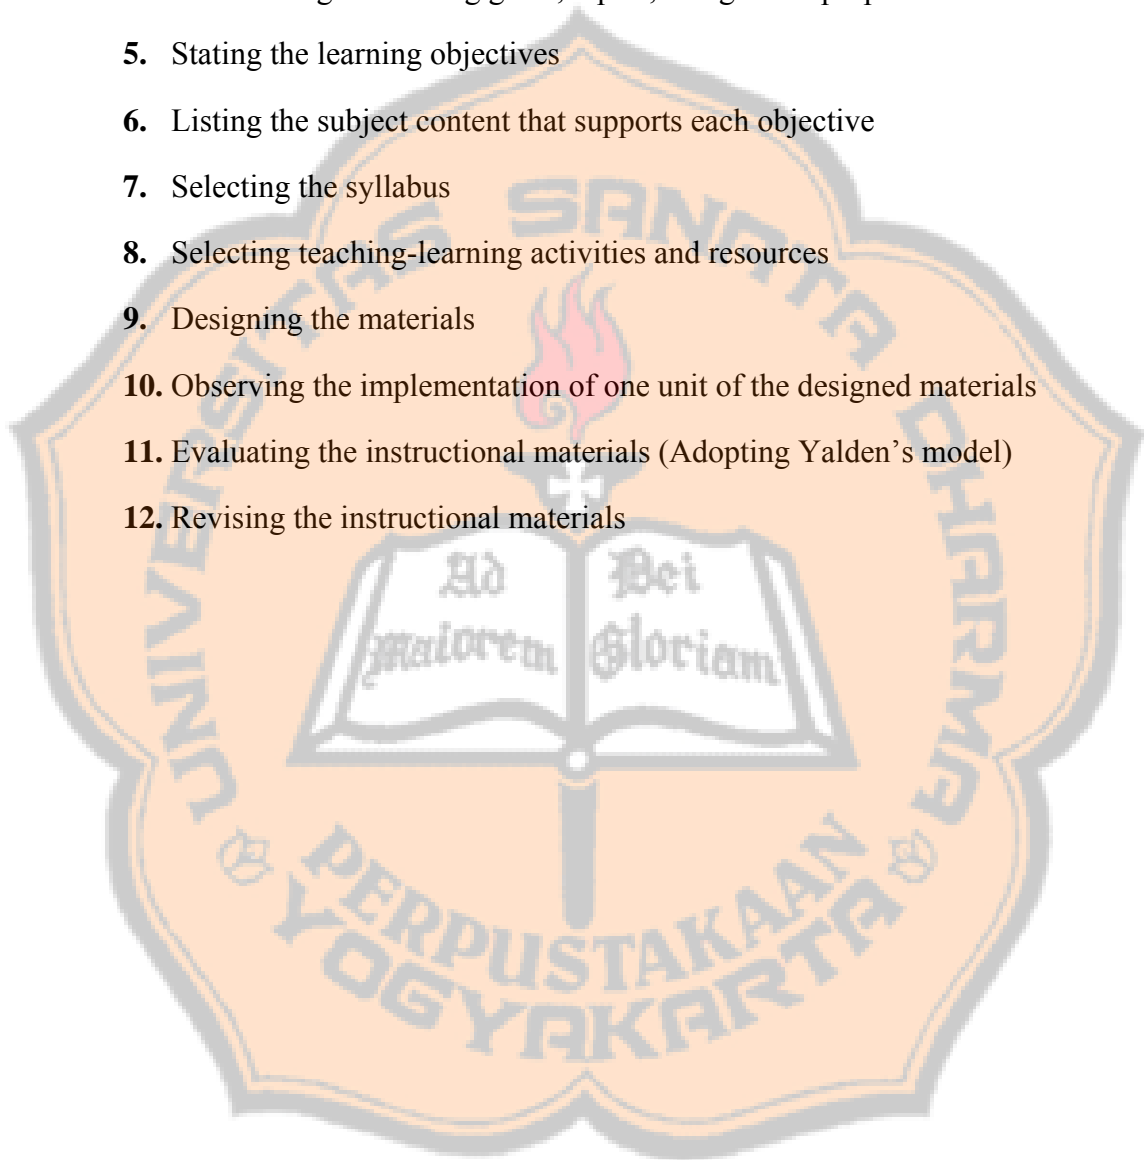 5. Stating the learning objectives
6. Listing the subject content that supports each objective
7. Selecting the syllabus
8. Selecting teaching-learning activities and resources
9. Designing the materials
10. Observing the implementation of one unit of the designed materials
11. Evaluating the instructional materials (Adopting Yalden’s model)
12. Revising the instructional materials
UNIVERSITAS SANATA DHARMA
Ad
maiorem
Dei
Gloriam
PERPUSTAKAAN
YOGYAKARTA